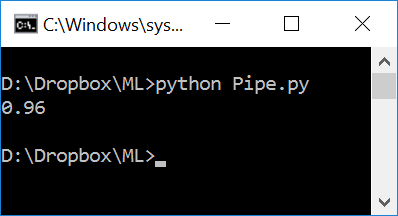 C:\Windows\sys...
D:\Dropbox\ML>python Pipe.py
0.96
D:\Dropbox\ML>_